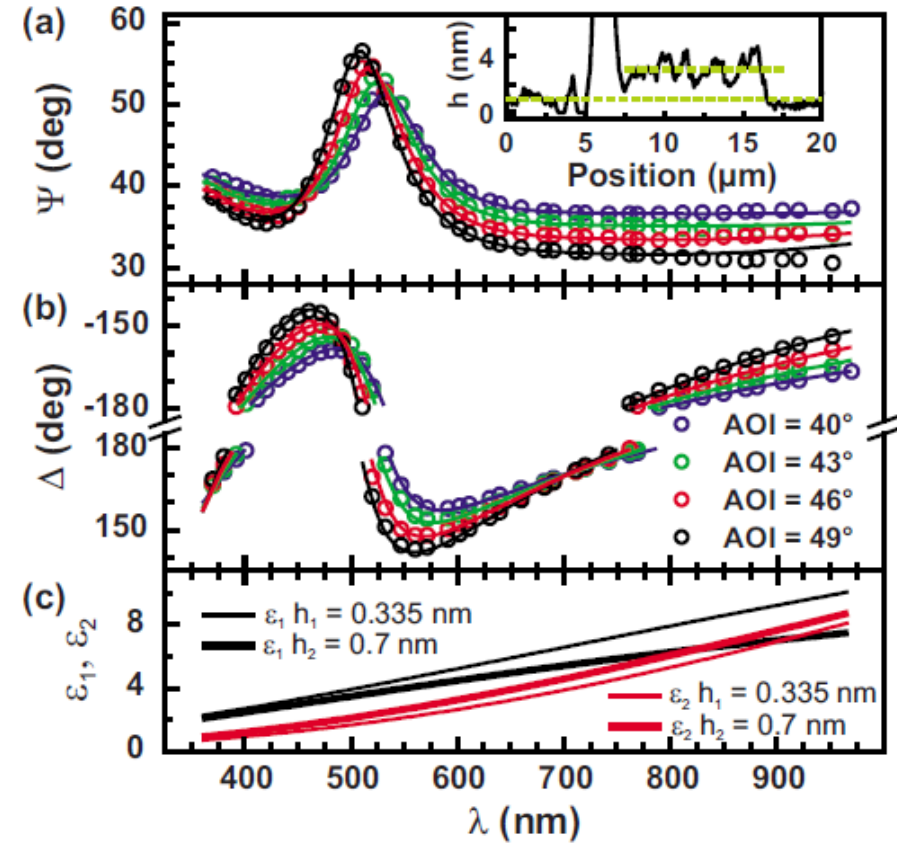 (a)
60
50
40
30
Ψ (deg)
h (nm)
4
0
0 5 10 15 20
Position (µm)
(b)
-150
-180
180
150
Δ (deg)
AOI = 40°
AOI = 43°
AOI = 46°
AOI = 49°
(c)
8
4
0
ε₁, ε₂
ε₁ h₁ = 0.335 nm
ε₁ h₂ = 0.7 nm
ε₂ h₁ = 0.335 nm
ε₂ h₂ = 0.7 nm
400 500 600 700 800 900
λ (nm)